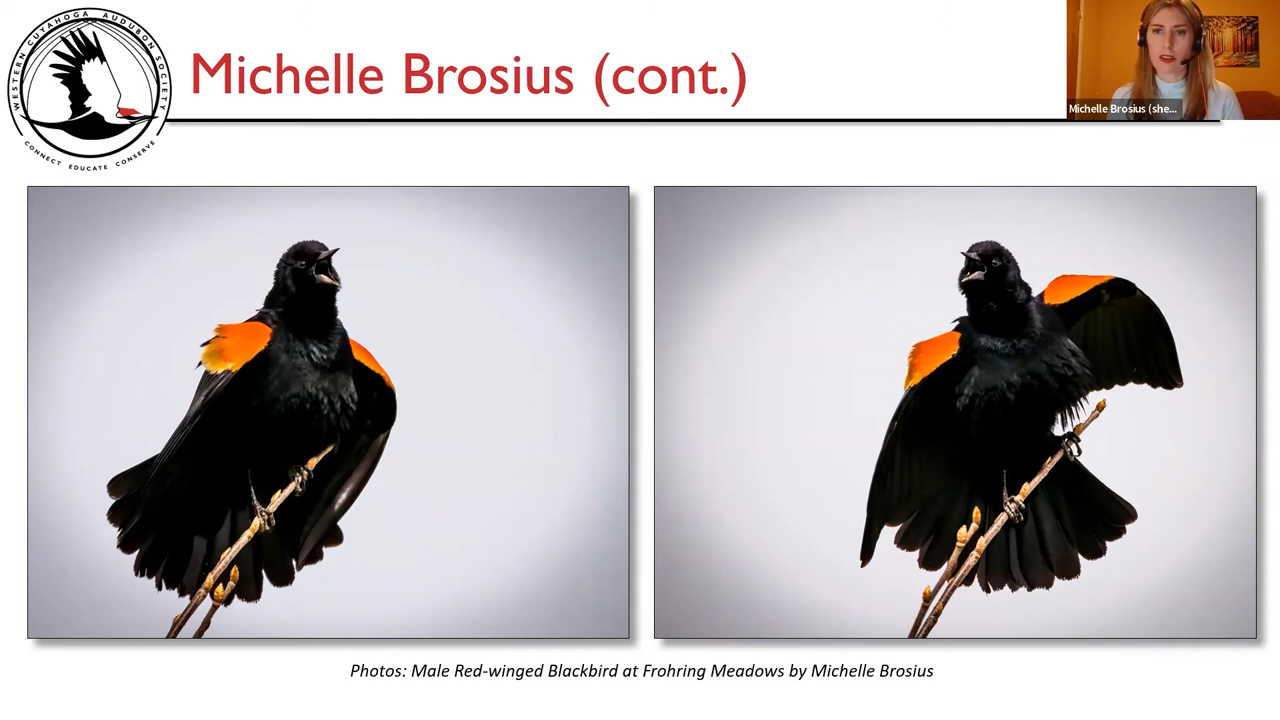 WESTERN CUYAHOGA AUDUBON SOCIETY
CONNECT EDUCATE CONSERVE
Michelle Brosius (cont.)
Michelle Brosius (she...
Photos: Male Red-winged Blackbird at Frohring Meadows by Michelle Brosius